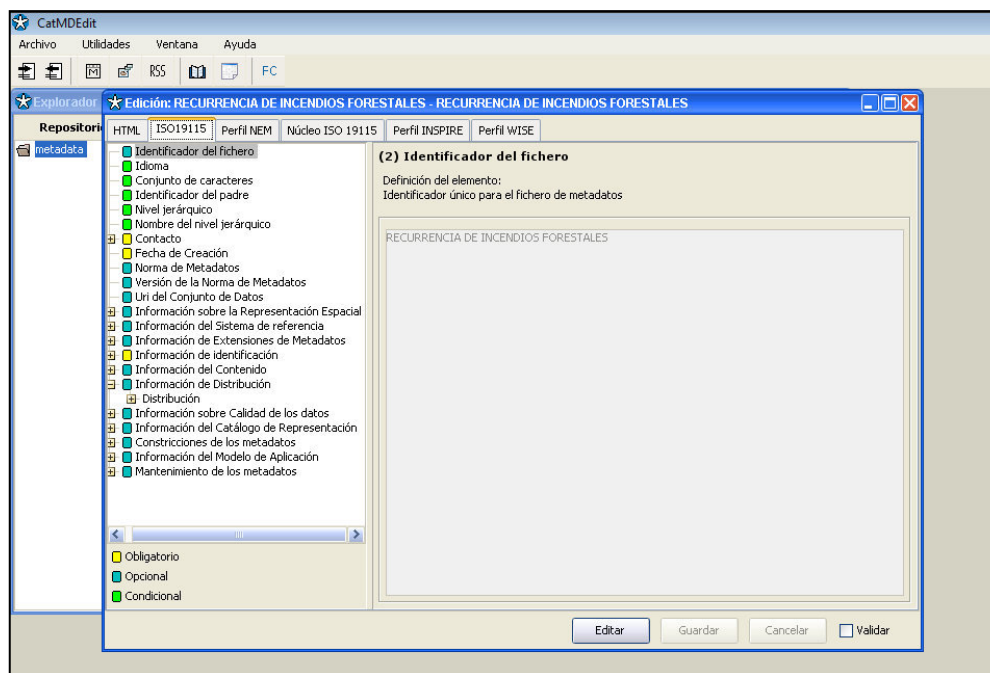 CatMDEdit
Archivo Utilidades Ventana Ayuda
RSS FC
Explorador
Edición: RECURRENCIA DE INCENDIOS FORESTALES - RECURRENCIA DE INCENDIOS FORESTALES
Repositori
metadata
HTML ISO19115 Perfil NEM Núcleo ISO 19115 Perfil INSPIRE Perfil WISE
Identificador del fichero
Idioma
Conjunto de caracteres
Identificador del padre
Nivel jerárquico
Nombre del nivel jerárquico
Contacto
Fecha de Creación
Norma de Metadatos
Versión de la Norma de Metadatos
Uri del Conjunto de Datos
Información sobre la Representación Espacial
Información del Sistema de referencia
Información de Extensiones de Metadatos
Información de identificación
Información del Contenido
Información de Distribución
Distribución
Información sobre Calidad de los datos
Información del Catálogo de Representación
Constricciones de los metadatos
Información del Modelo de Aplicación
Mantenimiento de los metadatos
Obligatorio
Opcional
Condicional
(2) Identificador del fichero
Definición del elemento:
Identificador único para el fichero de metadatos
RECURRENCIA DE INCENDIOS FORESTALES
Editar Guardar Cancelar Validar